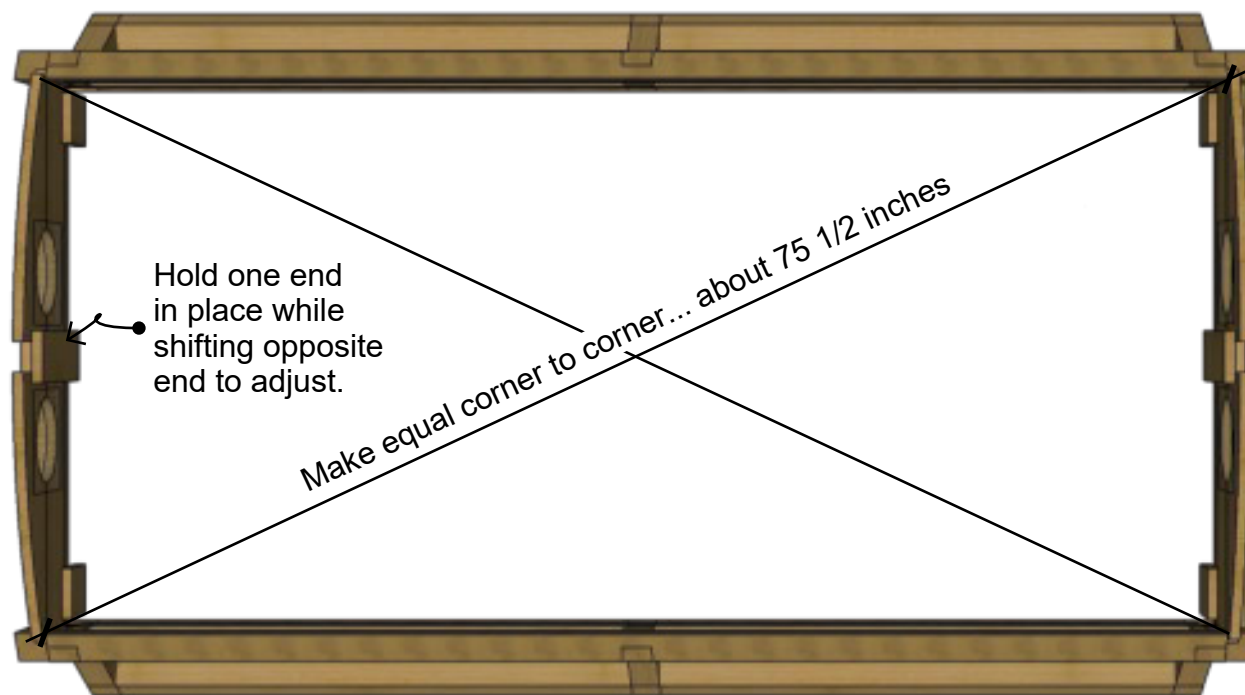 Hold one end
in place while
shifting opposite
end to adjust.
Make equal corner to corner... about 75 1/2 inches